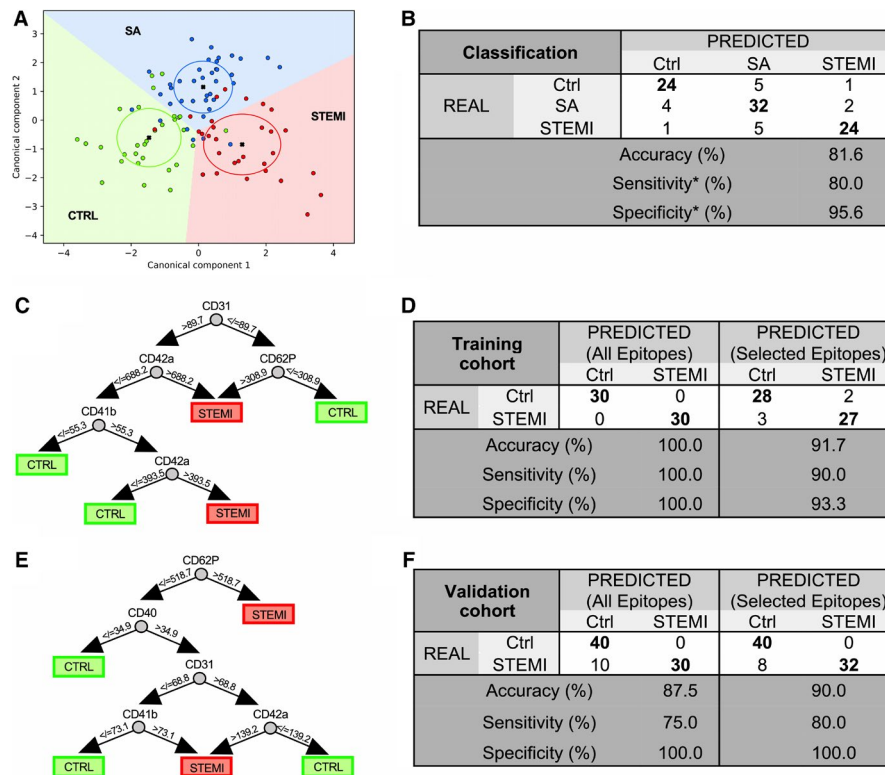 A
SA
STEMI
CTRL
Canonical component 2
3
2
1
0
−1
−2
−3
−4
−4
−2
0
2
4
Canonical component 1
B
Classification
PREDICTED
Ctrl SA STEMI
REAL
Ctrl 24 5 1
SA 4 32 2
STEMI 1 5 24
Accuracy (%) 81.6
Sensitivity* (%) 80.0
Specificity* (%) 95.6
C
CD31
>89.7 </=89.7
CD42a CD62P
</=688.2 >688.2 >308.9 </=308.9
CD41b STEMI CTRL
</=55.3 >55.3
CTRL CD42a
</=393.5 >393.5
CTRL STEMI
D
Training cohort
PREDICTED (All Epitopes) PREDICTED (Selected Epitopes)
Ctrl STEMI Ctrl STEMI
REAL
Ctrl 30 0 28 2
STEMI 0 30 3 27
Accuracy (%) 100.0 91.7
Sensitivity (%) 100.0 90.0
Specificity (%) 100.0 93.3
E
CD62P
</=518.7 >518.7
CD40 STEMI
</=34.9 >34.9
CTRL CD31
</=68.8 >68.8
CD41b CD42a
</=73.1 >73.1 >139.2 </=139.2
CTRL STEMI CTRL
F
Validation cohort
PREDICTED (All Epitopes) PREDICTED (Selected Epitopes)
Ctrl STEMI Ctrl STEMI
REAL
Ctrl 40 0 40 0
STEMI 10 30 8 32
Accuracy (%) 87.5 90.0
Sensitivity (%) 75.0 80.0
Specificity (%) 100.0 100.0